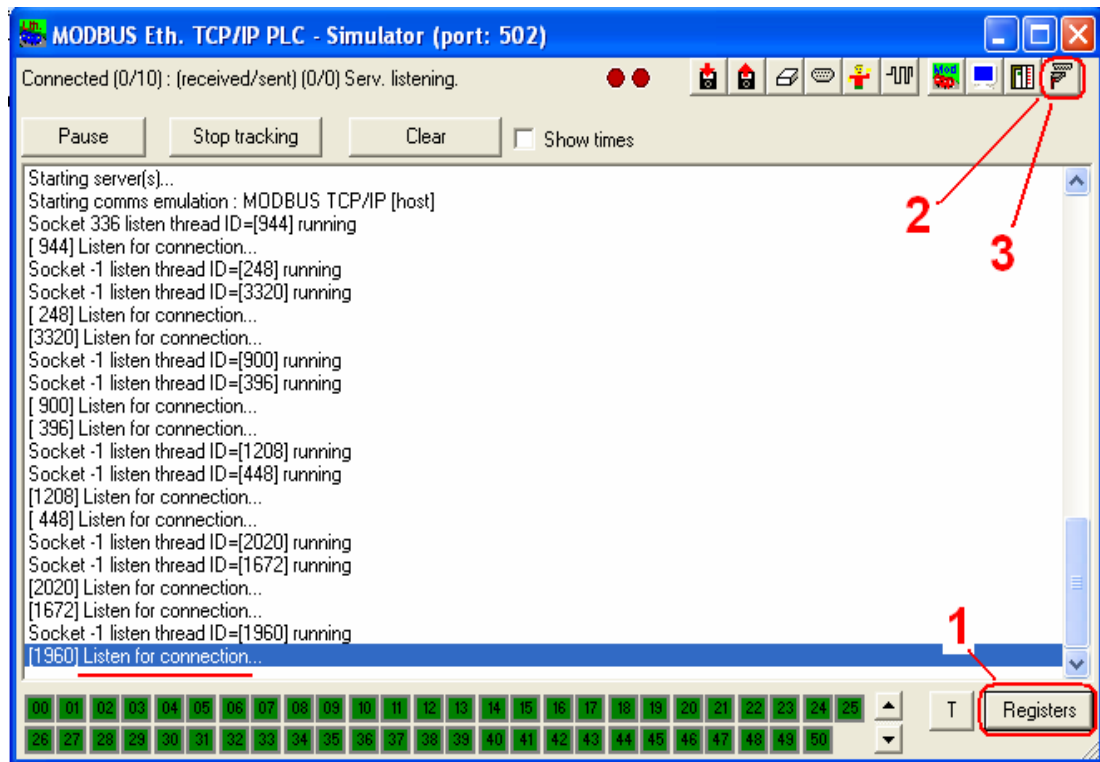 MODBUS Eth. TCP/IP PLC - Simulator (port: 502)
Connected (0/10) : (received/sent) (0/0) Serv. listening.
Pause Stop tracking Clear Show times
Starting server(s)...
Starting comms emulation : MODBUS TCP/IP [host]
Socket 336 listen thread ID=[944] running
[ 944] Listen for connection...
Socket -1 listen thread ID=[248] running
Socket -1 listen thread ID=[3320] running
[ 248] Listen for connection...
[3320] Listen for connection...
Socket -1 listen thread ID=[900] running
Socket -1 listen thread ID=[396] running
[ 900] Listen for connection...
[ 396] Listen for connection...
Socket -1 listen thread ID=[1208] running
Socket -1 listen thread ID=[448] running
[1208] Listen for connection...
[ 448] Listen for connection...
Socket -1 listen thread ID=[2020] running
Socket -1 listen thread ID=[1672] running
[2020] Listen for connection...
[1672] Listen for connection...
Socket -1 listen thread ID=[1960] running
[1960] Listen for connection...
2
3
1
00 01 02 03 04 05 06 07 08 09 10 11 12 13 14 15 16 17 18 19 20 21 22 23 24 25 T Registers
26 27 28 29 30 31 32 33 34 35 36 37 38 39 40 41 42 43 44 45 46 47 48 49 50